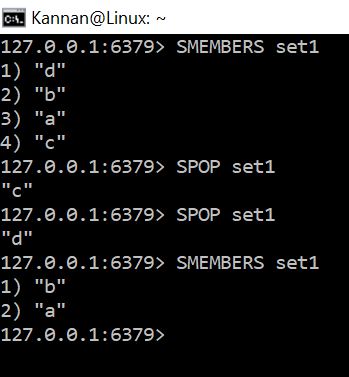 C:\. Kannan@Linux: ~
127.0.0.1:6379> SMEMBERS set1
1) "d"
2) "b"
3) "a"
4) "c"
127.0.0.1:6379> SPOP set1
"c"
127.0.0.1:6379> SPOP set1
"d"
127.0.0.1:6379> SMEMBERS set1
1) "b"
2) "a"
127.0.0.1:6379>